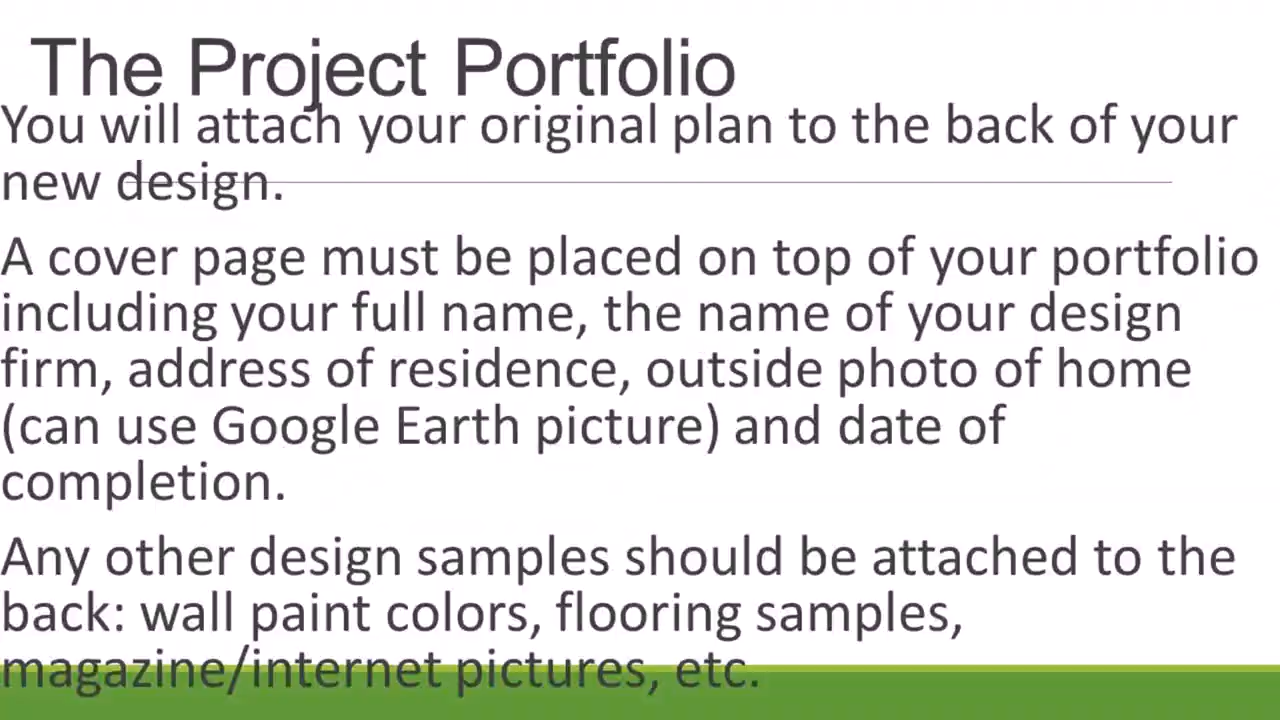 The Project Portfolio
You will attach your original plan to the back of your
new design.
A cover page must be placed on top of your portfolio
including your full name, the name of your design
firm, address of residence, outside photo of home
(can use Google Earth picture) and date of
completion.
Any other design samples should be attached to the
back: wall paint colors, flooring samples,
magazine/internet pictures, etc.